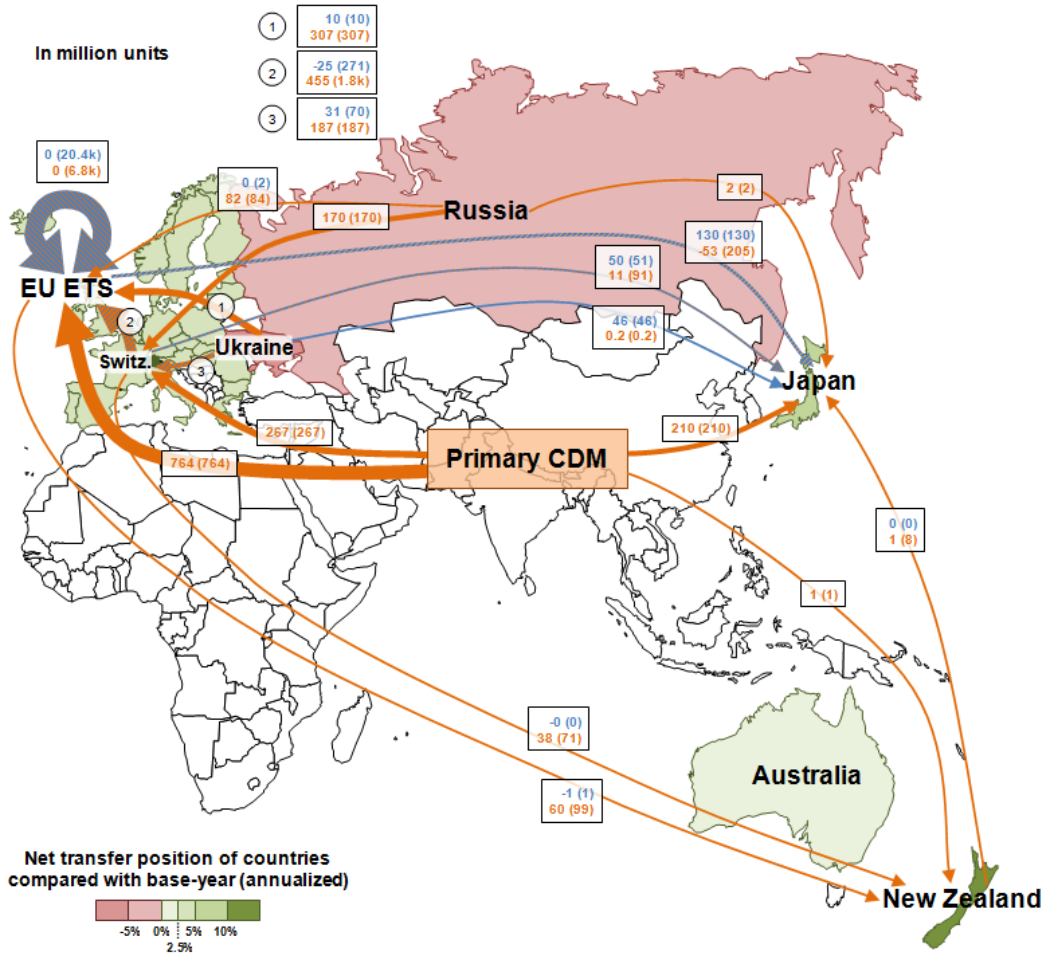 In million units
1
10 (10)
307 (307)
2
-25 (271)
455 (1.8k)
3
31 (70)
187 (187)
0 (20.4k)
0 (6.8k)
0 (2)
82 (84)
2 (2)
170 (170)
Russia
130 (130)
-53 (205)
50 (51)
11 (91)
EU ETS
1
2
46 (46)
0.2 (0.2)
Ukraine
Switz.
3
Japan
267 (267)
210 (210)
Primary CDM
764 (764)
0 (0)
1 (8)
1 (1)
-0 (0)
38 (71)
Australia
-1 (1)
60 (99)
Net transfer position of countries
compared with base-year (annualized)
New Zealand
-5% 0% 5% 10%
2.5%